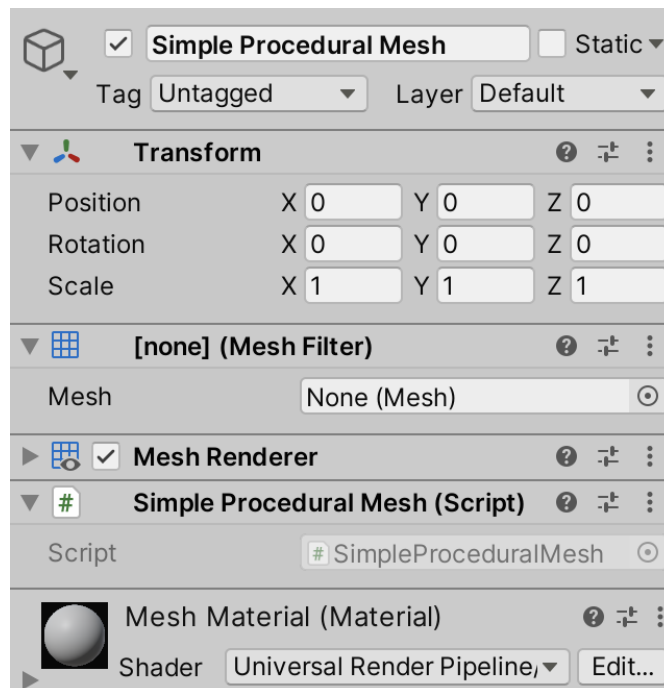 Simple Procedural Mesh Static
Tag Untagged Layer Default
Transform
Position X 0 Y 0 Z 0
Rotation X 0 Y 0 Z 0
Scale X 1 Y 1 Z 1
[none] (Mesh Filter)
Mesh None (Mesh)
Mesh Renderer
# Simple Procedural Mesh (Script)
Script # SimpleProceduralMesh
Mesh Material (Material)
Shader Universal Render Pipeline/ Edit...